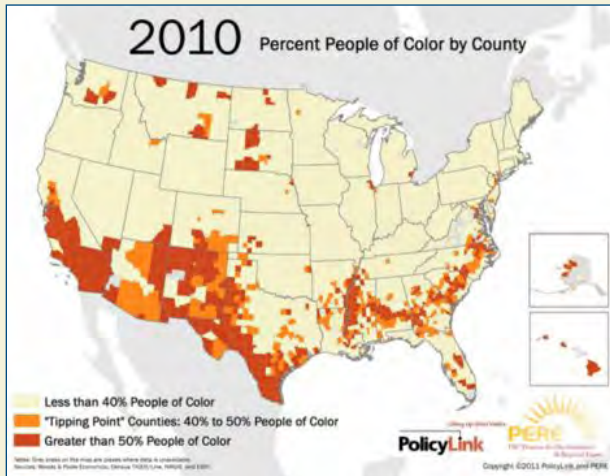 2010 Percent People of Color by County
Less than 40% People of Color
"Tipping Point" Counties: 40% to 50% People of Color
Greater than 50% People of Color
PolicyLink
PERE
Copyright ©2011 PolicyLink and PERE